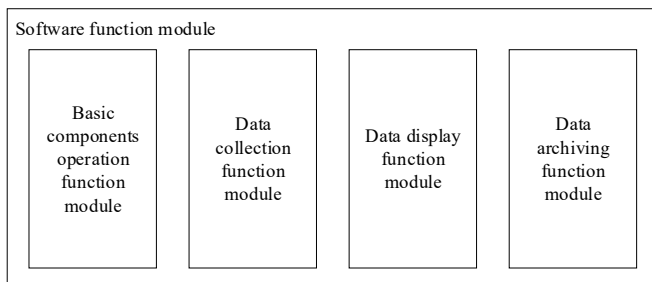 Software function module
Basic
components
operation
function
module
Data
collection
function
module
Data display
function
module
Data
archiving
function
module